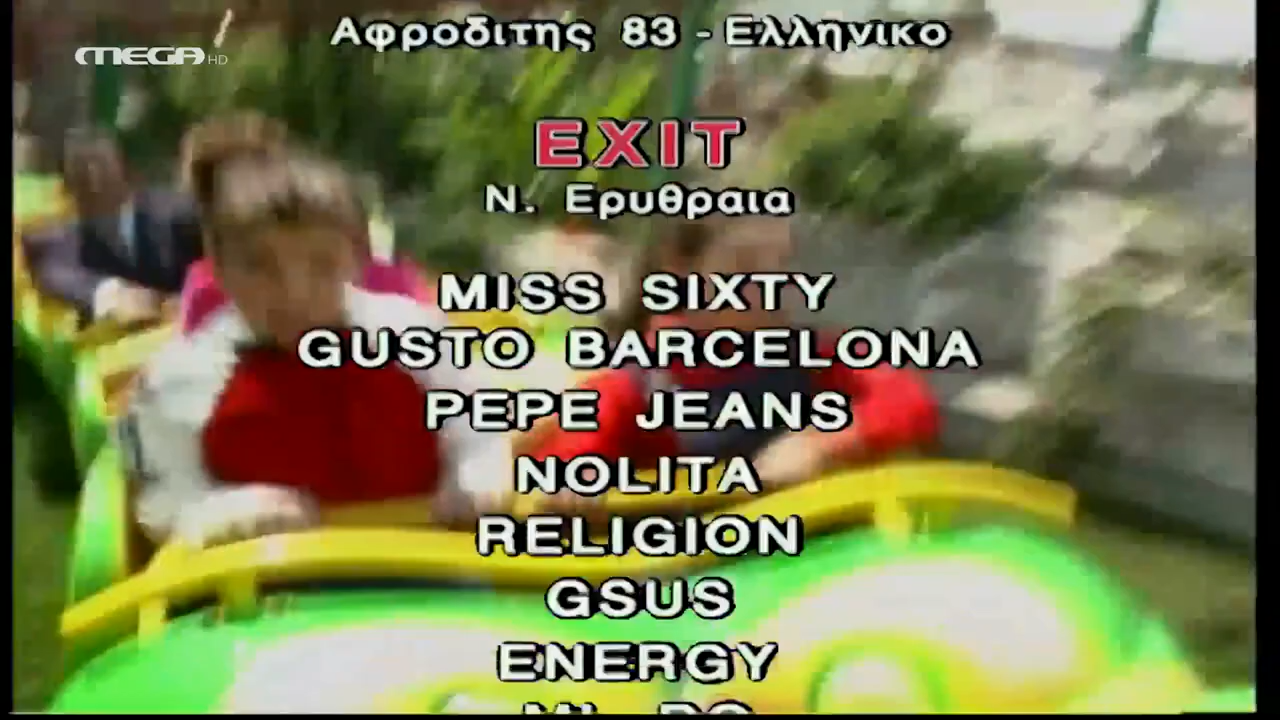 Αφροδιτης 83 - Ελληνικο
MEGA HD
EXIT
Ν. Ερυθραια
MISS SIXTY
GUSTO BARCELONA
PEPE JEANS
NOLITA
RELIGION
GSUS
ENERGY